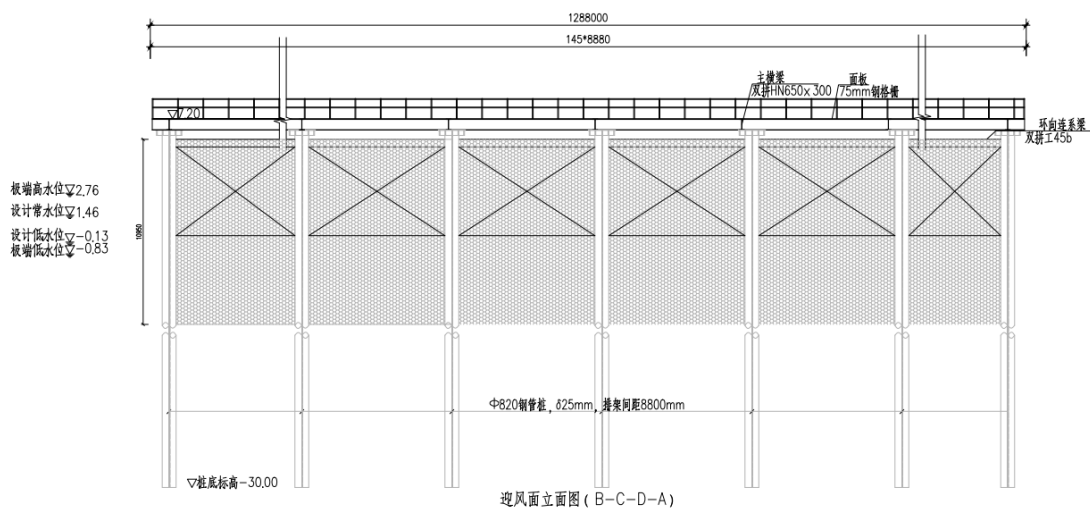 1288000
145*8880
主横梁
双拼HN650×300
面板
75mm钢格栅
7.20
环向连系梁
双拼工45b
极端高水位▽2.76
设计常水位▽1.46
设计低水位▽-0.13
极端低水位▽-0.83
10950
Φ820钢管桩，δ25mm，排架间距8800mm
▽桩底标高-30.00
迎风面立面图(B-C-D-A)